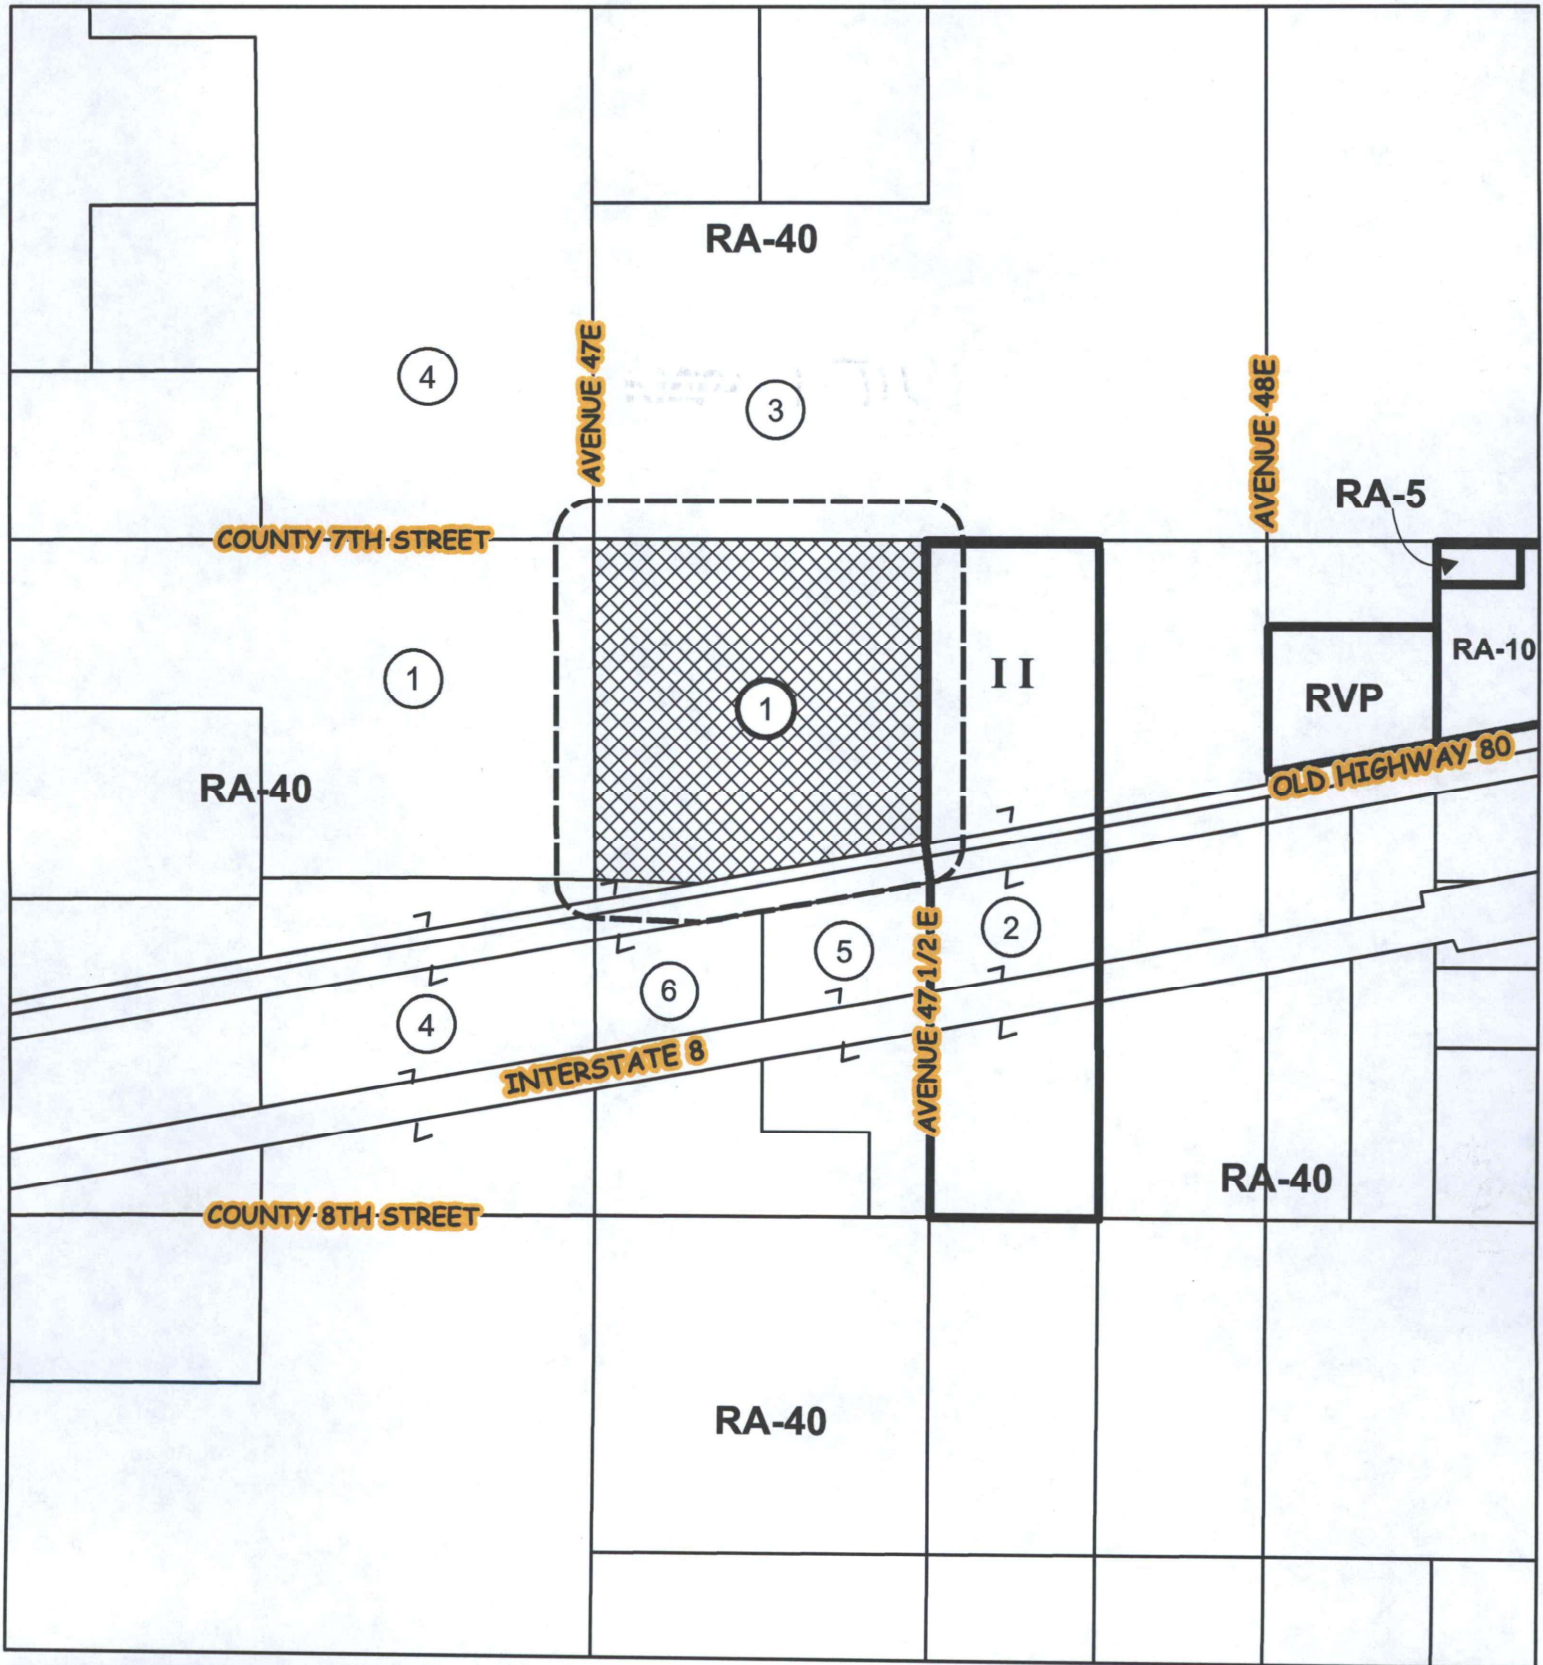 RA-40
AVENUE 47E
4
3
AVENUE 48E
RA-5
COUNTY 7TH STREET
RA-10
1
1
II
RVP
OLD HIGHWAY 80
RA-40
2
5
AVENUE 47 1/2 E
6
4
INTERSTATE 8
RA-40
COUNTY 8TH STREET
RA-40